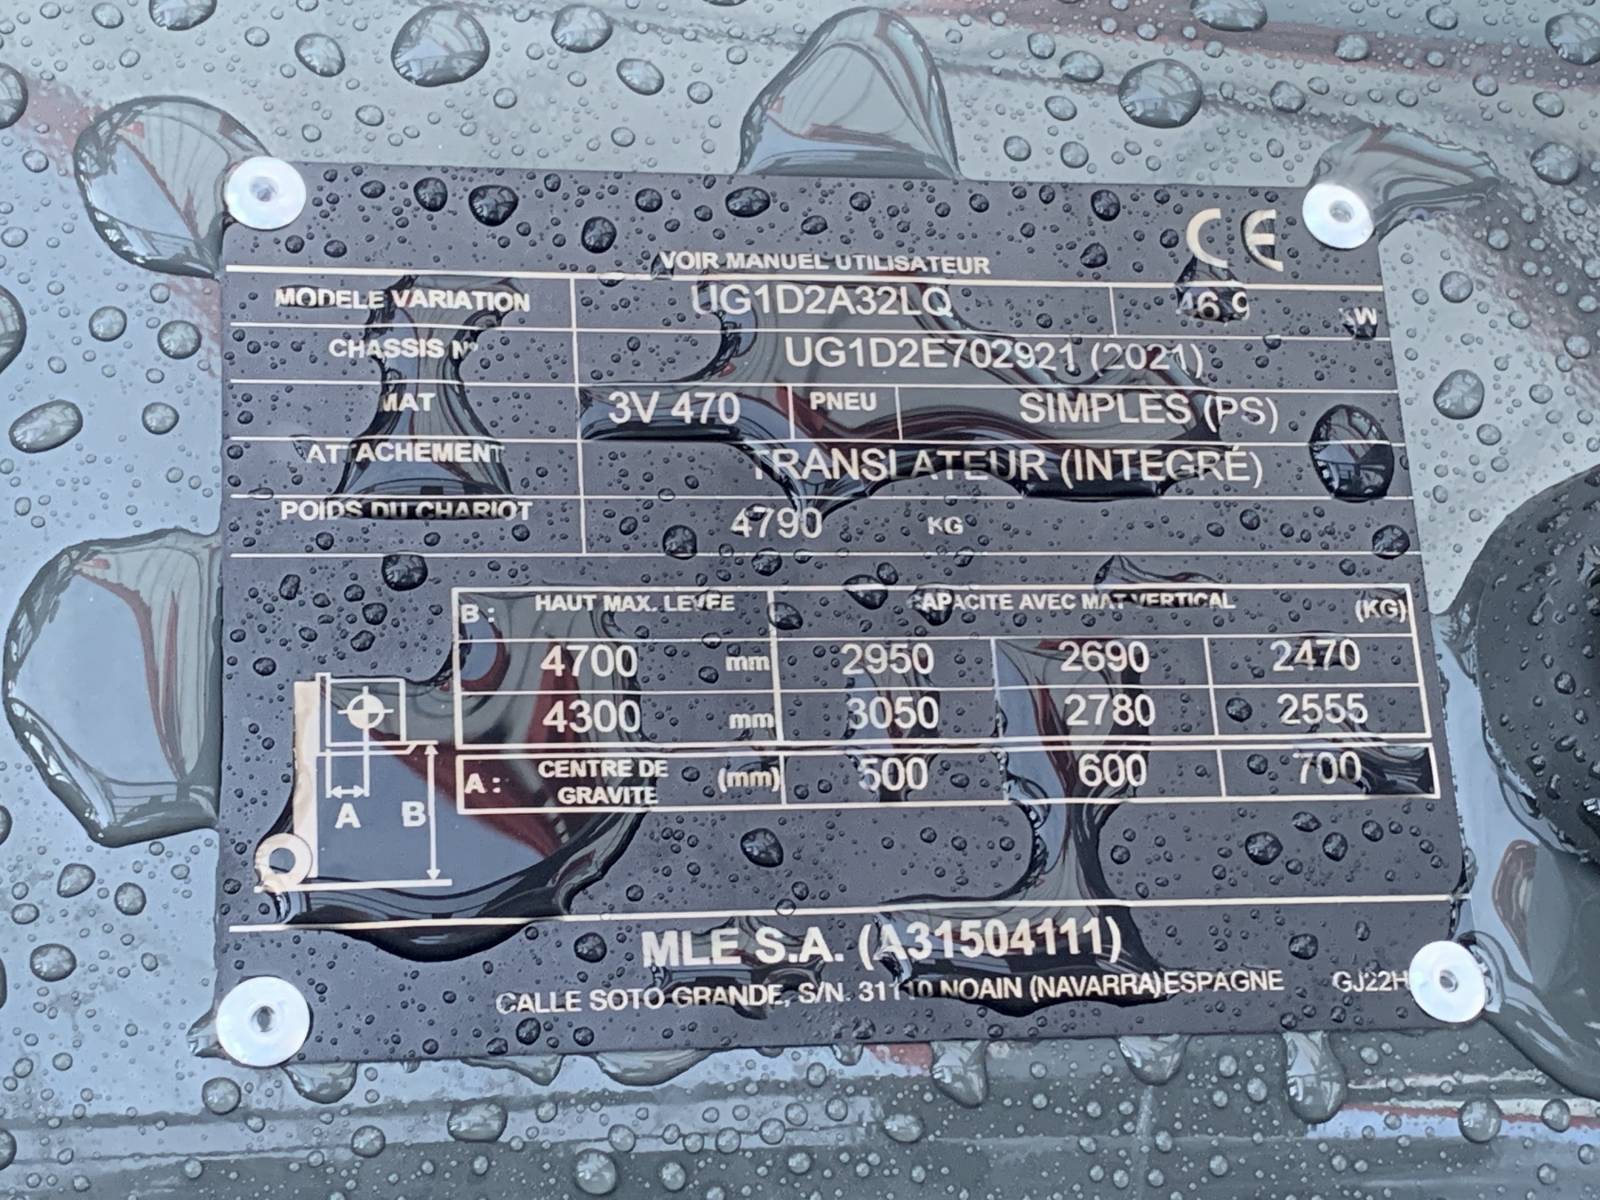 CE
VOIR MANUEL UTILISATEUR
MODELE VARIATION UG1D2A32LQ 46.9 KW
CHASSIS N° UG1D2E702921 (2021)
MAT 3V 470 PNEU SIMPLES (PS)
ATTACHEMENT TRANSLATEUR (INTEGRÉ)
POIDS DU CHARIOT 4790 KG
B : HAUT MAX. LEVÉE CAPACITE AVEC MAT VERTICAL (KG)
4700 mm 2950 2690 2470
4300 mm 3050 2780 2555
A : CENTRE DE GRAVITE (mm) 500 600 700
A B
MLE S.A. (A31504111)
CALLE SOTO GRANDE, S/N. 31110 NOAIN (NAVARRA)ESPAGNE GJ22H